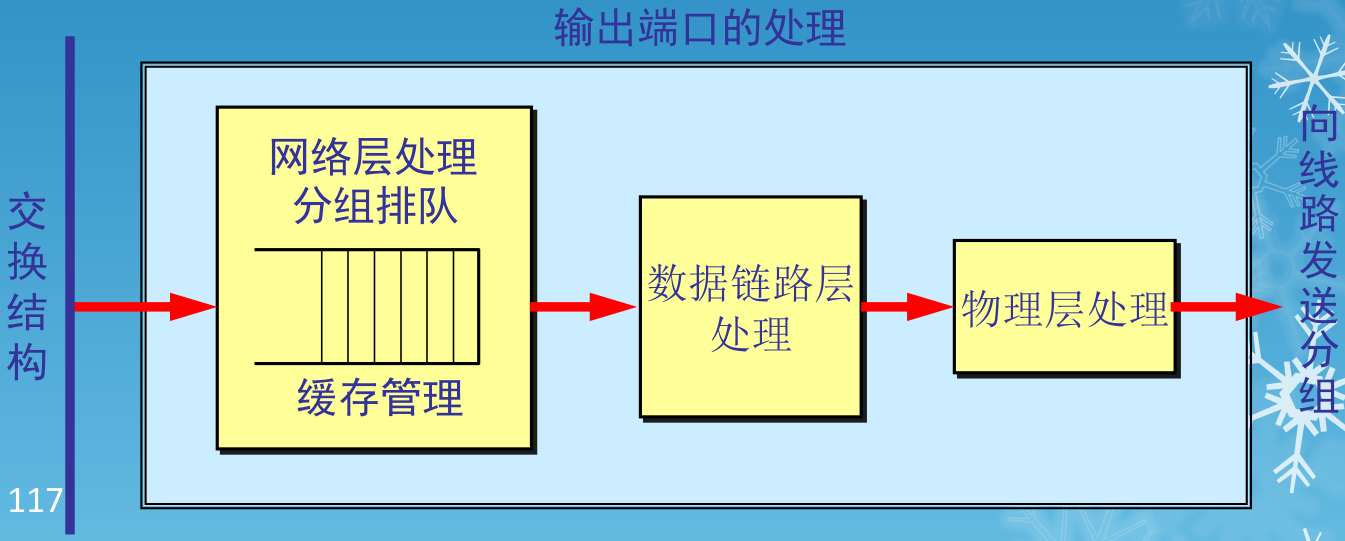 输出端口的处理
交换结构
网络层处理
分组排队
缓存管理
数据链路层
处理
物理层处理
向线路发送分组
117